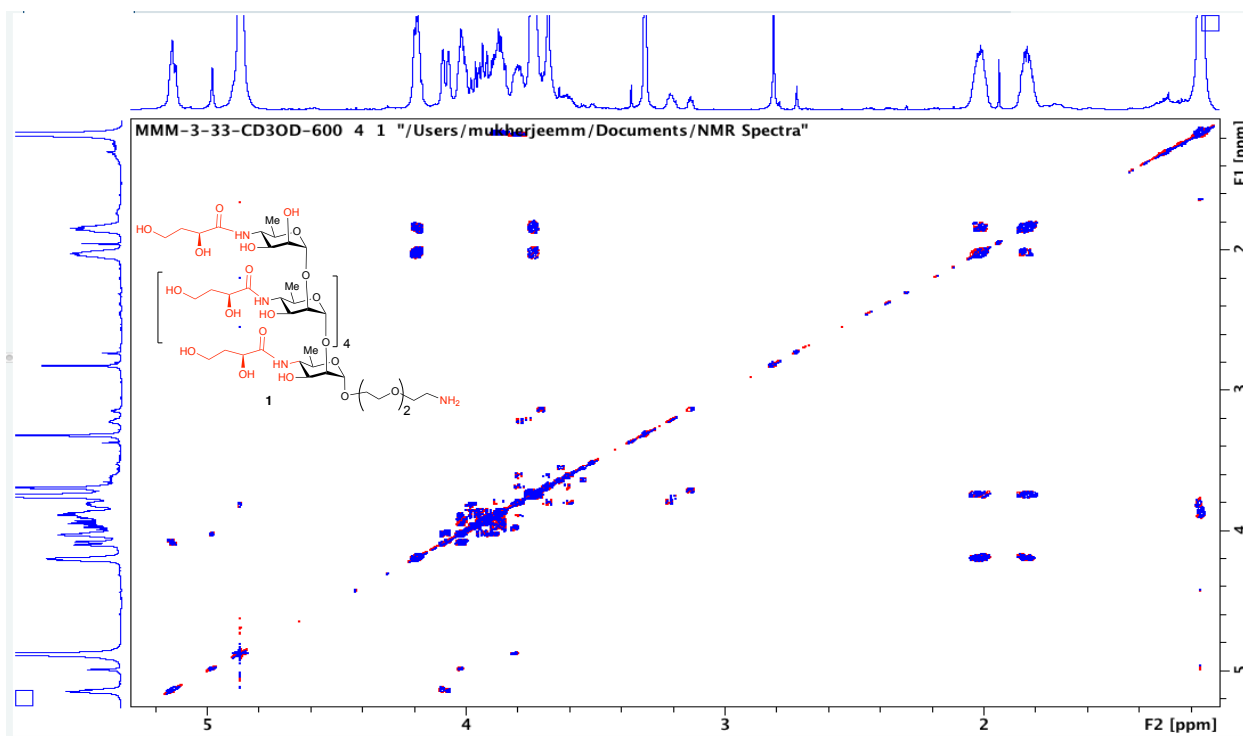 MMM-3-33-CD3OD-600 4 1 "/Users/mukherjeemm/Documents/NMR Spectra"
F1 [ppm]
2
3
4
5
HO
O
OH
HN
Me
OH
HO
O
O
HO
O
OH
HN
Me
HO
O
O
4
HO
O
OH
HN
Me
HO
O
O
O
2
NH2
1
5
4
3
2
F2 [ppm]